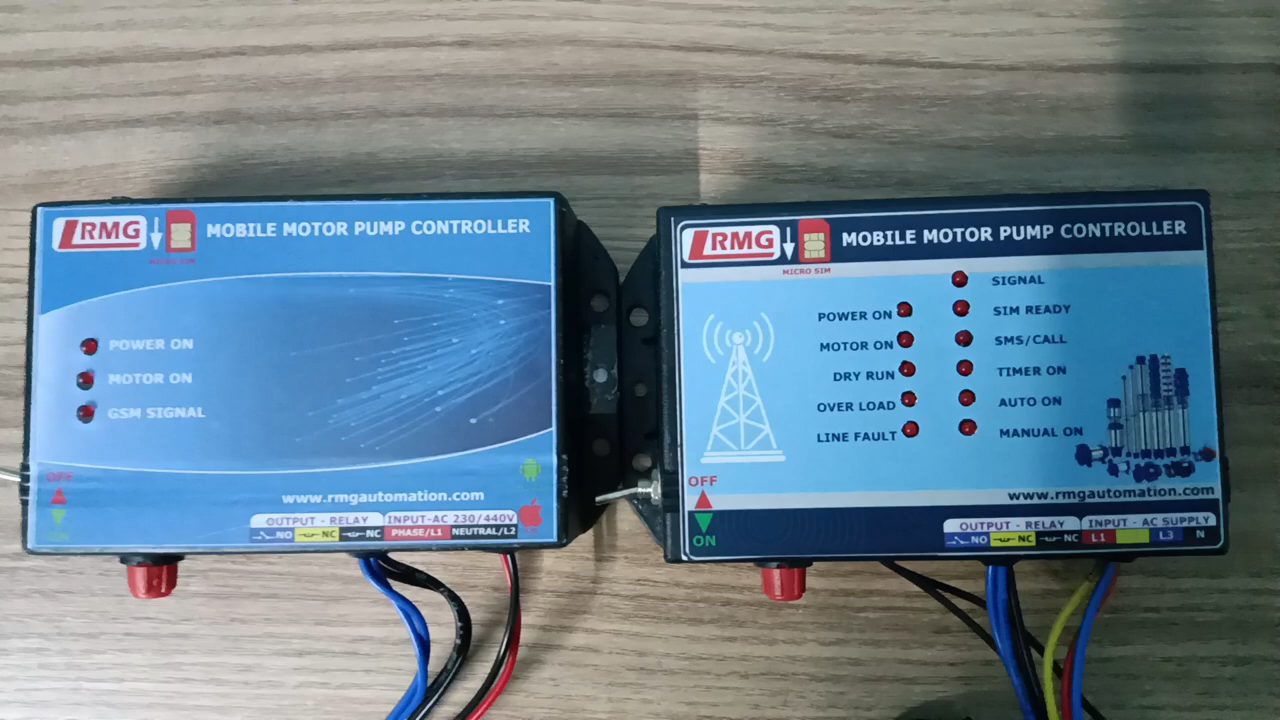 RMG
MICRO SIM
MOBILE MOTOR PUMP CONTROLLER
POWER ON
MOTOR ON
GSM SIGNAL
OFF
ON
www.rmgautomation.com
OUTPUT - RELAY
INPUT-AC 230/440V
NO NC NC PHASE/L1 NEUTRAL/L2
RMG
MICRO SIM
MOBILE MOTOR PUMP CONTROLLER
POWER ON
MOTOR ON
DRY RUN
OVER LOAD
LINE FAULT
SIGNAL
SIM READY
SMS/CALL
TIMER ON
AUTO ON
MANUAL ON
OFF
ON
www.rmgautomation.com
OUTPUT - RELAY
INPUT - AC SUPPLY
NO NC NC L1 L3 N